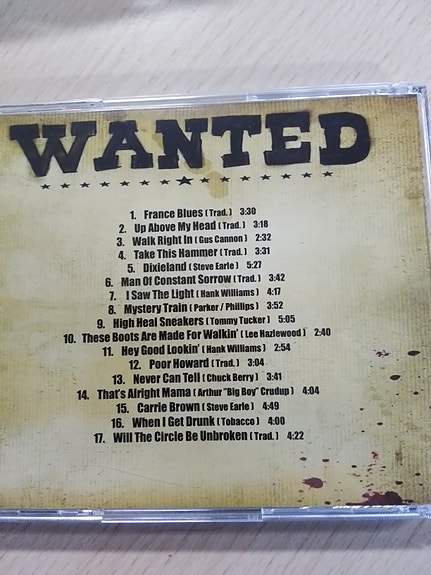 WANTED
1. France Blues ( Trad. ) 3:30
2. Up Above My Head ( Trad. ) 3:18
3. Walk Right In ( Gus Cannon ) 2:32
4. Take This Hammer ( Trad. ) 3:31
5. Dixieland ( Steve Earle ) 5:27
6. Man Of Constant Sorrow ( Trad. ) 3:42
7. I Saw The Light ( Hank Williams ) 4:17
8. Mystery Train ( Parker / Phillips ) 3:52
9. High Heal Sneakers ( Tommy Tucker ) 5:05
10. These Boots Are Made For Walkin' ( Lee Hazlewood ) 2:40
11. Hey Good Lookin' ( Hank Williams ) 2:54
12. Poor Howard ( Trad. ) 3:04
13. Never Can Tell ( Chuck Berry ) 3:41
14. That's Alright Mama ( Arthur "Big Boy" Crudup ) 4:04
15. Carrie Brown ( Steve Earle ) 4:49
16. When I Get Drunk ( Tobacco ) 4:00
17. Will The Circle Be Unbroken ( Trad. ) 4:22